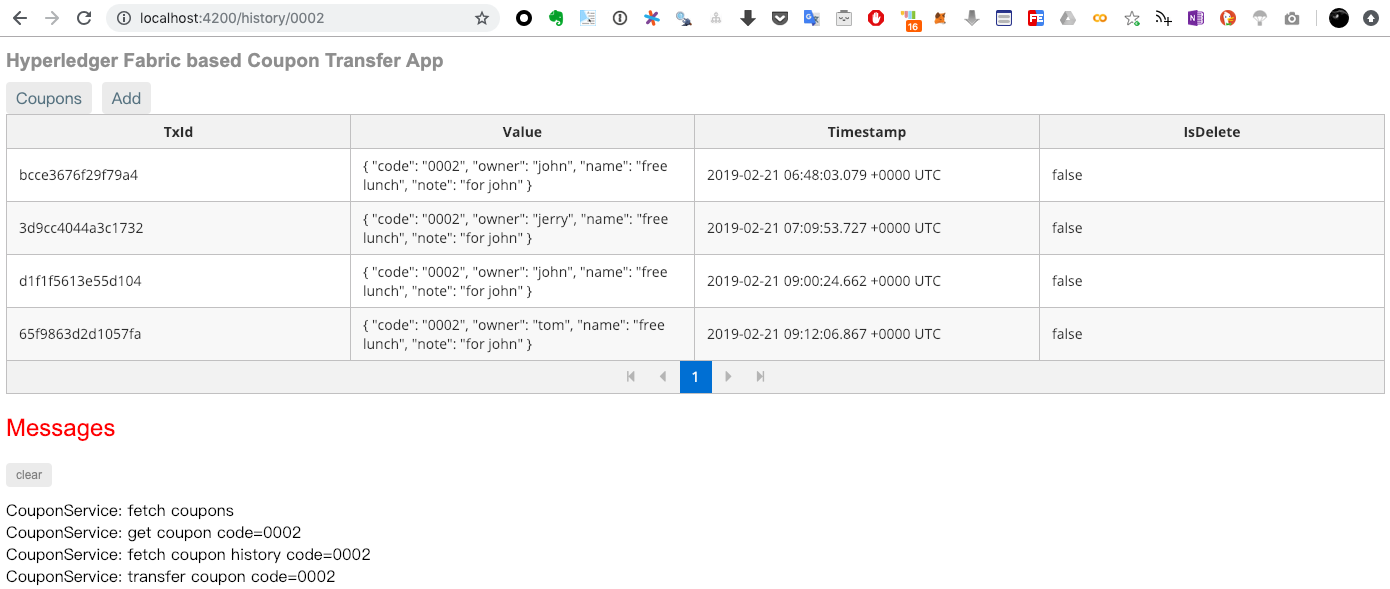 localhost:4200/history/0002
16
FE
Hyperledger Fabric based Coupon Transfer App
Coupons Add
TxId Value Timestamp IsDelete
bcce3676f29f79a4 { "code": "0002", "owner": "john", "name": "free lunch", "note": "for john" } 2019-02-21 06:48:03.079 +0000 UTC false
3d9cc4044a3c1732 { "code": "0002", "owner": "jerry", "name": "free lunch", "note": "for john" } 2019-02-21 07:09:53.727 +0000 UTC false
d1f1f5613e55d104 { "code": "0002", "owner": "john", "name": "free lunch", "note": "for john" } 2019-02-21 09:00:24.662 +0000 UTC false
65f9863d2d1057fa { "code": "0002", "owner": "tom", "name": "free lunch", "note": "for john" } 2019-02-21 09:12:06.867 +0000 UTC false
1
Messages
clear
CouponService: fetch coupons
CouponService: get coupon code=0002
CouponService: fetch coupon history code=0002
CouponService: transfer coupon code=0002